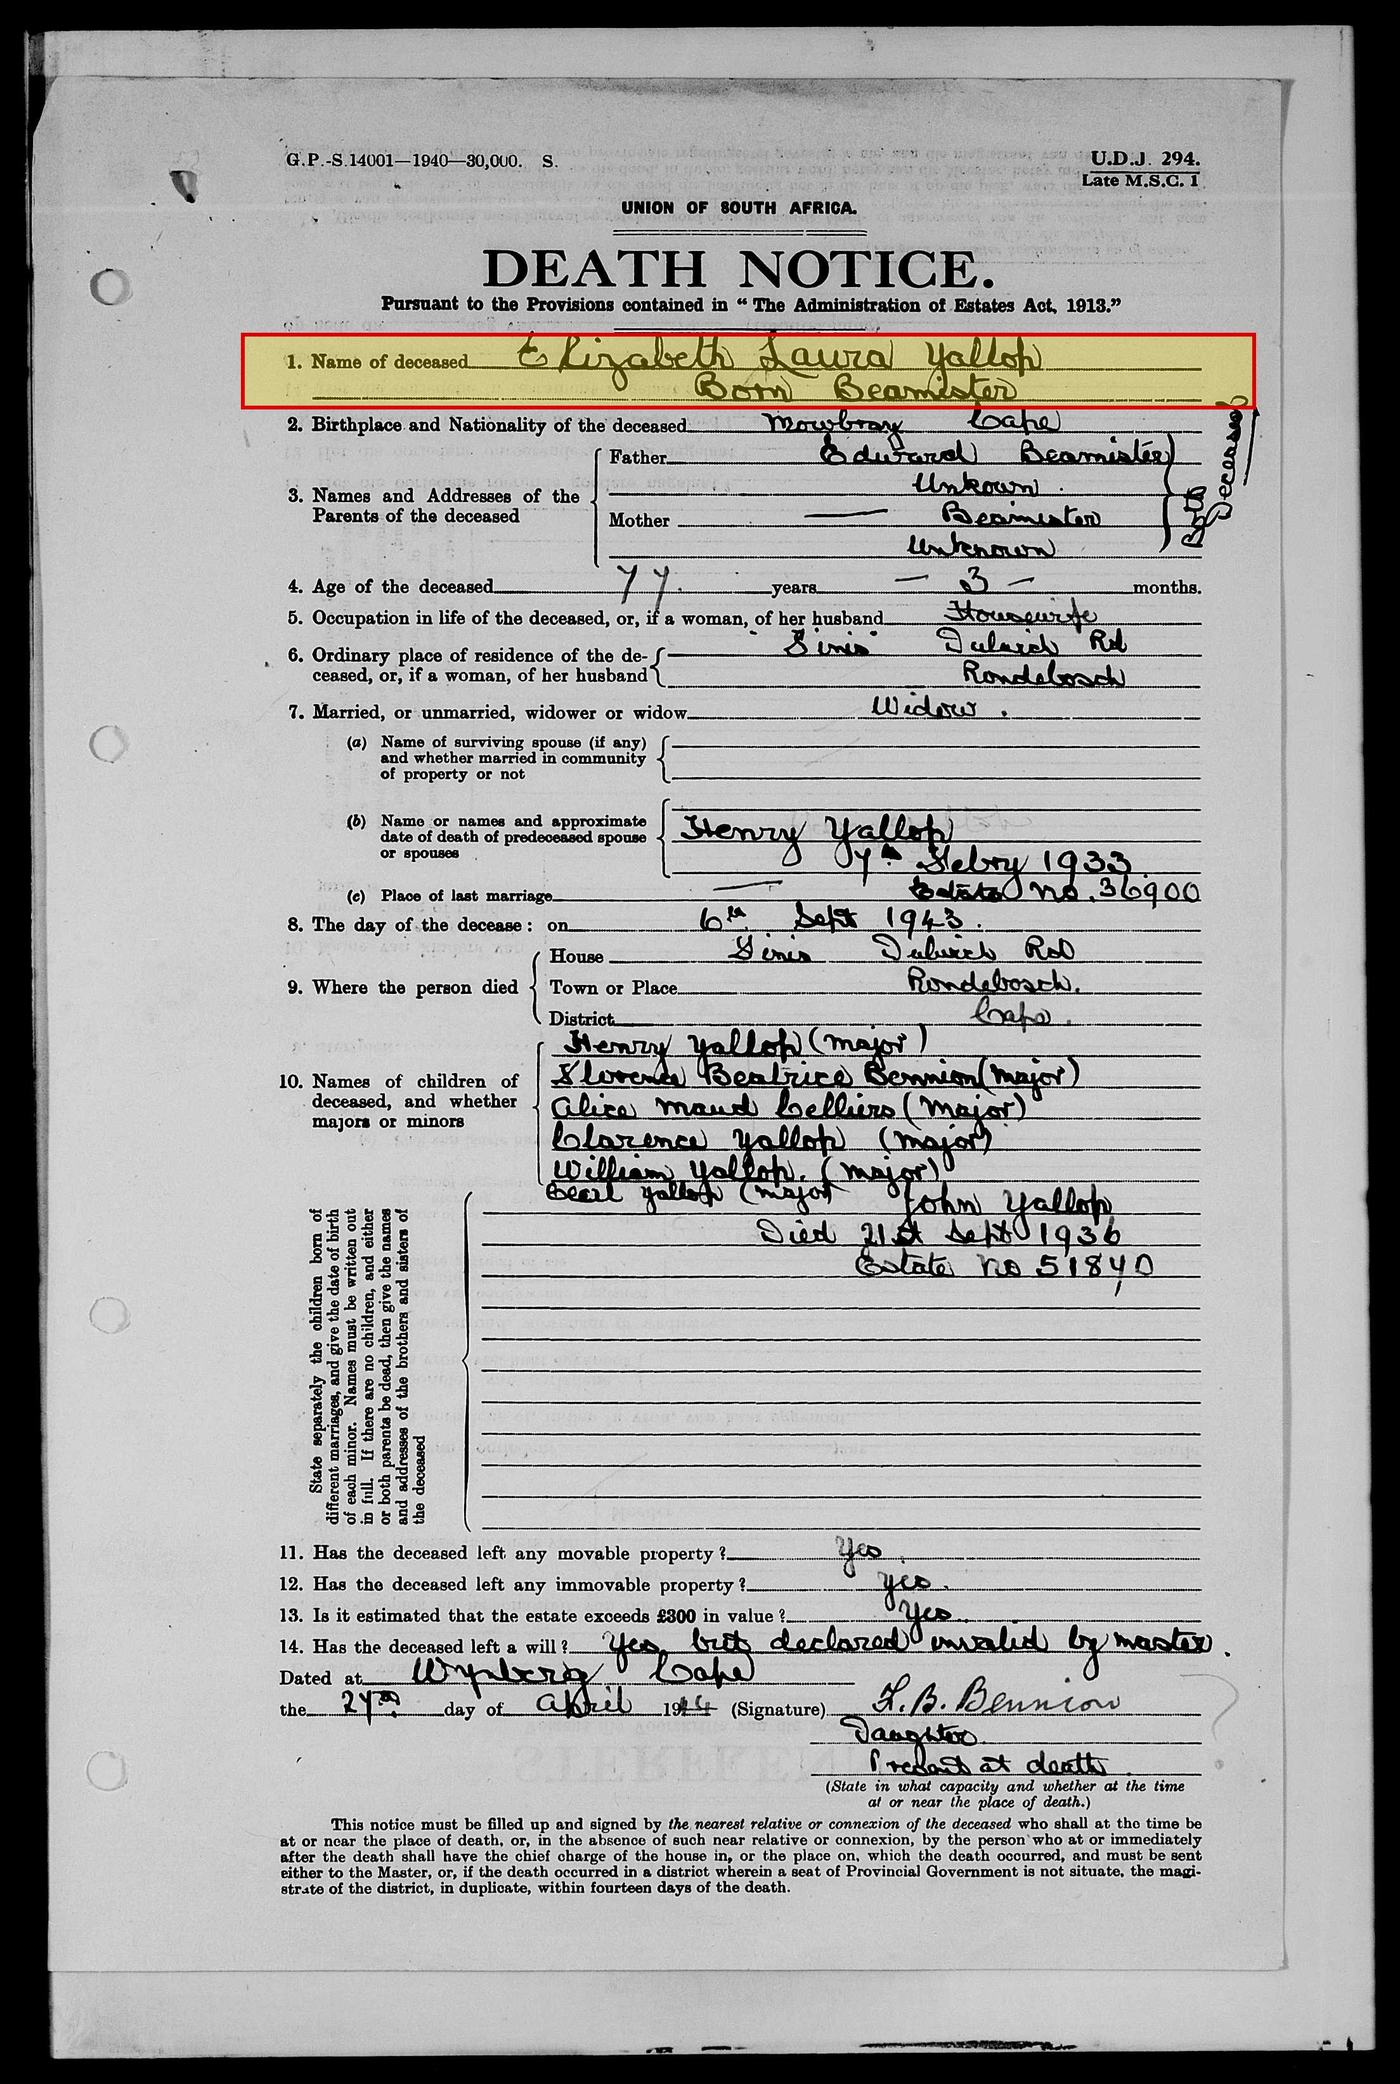 G.P.-S.14001—1940—30,000. S.
U.D.J. 294.
Late M.S.C. 1
UNION OF SOUTH AFRICA.
DEATH NOTICE.
Pursuant to the Provisions contained in "The Administration of Estates Act, 1913."
1. Name of deceased Elizabeth Laura Yallop
Born Beamister
2. Birthplace and Nationality of the deceased Mowbray Cape
3. Names and Addresses of the Parents of the deceased
Father Edward Beamister
Unkown.
Mother — Beamister
Unknown
Both Deceased
4. Age of the deceased 77. years — 3 — months.
5. Occupation in life of the deceased, or, if a woman, of her husband Housewife
6. Ordinary place of residence of the de-
ceased, or, if a woman, of her husband
"Sinis" Dulwich Rd
Rondebosch
7. Married, or unmarried, widower or widow Widow.
(a) Name of surviving spouse (if any)
and whether married in community
of property or not
(b) Name or names and approximate
date of death of predeceased spouse
or spouses
Henry Yallop
7th Febry 1933
(c) Place of last marriage — Estate No. 36900
8. The day of the decease: on 6th Sept 1943.
9. Where the person died
House Sinis Dulwich Rd
Town or Place Rondebosch.
District Cape.
10. Names of children of
deceased, and whether
majors or minors
Henry Yallop (major)
Florence Beatrice Bennion (major)
Alice Maud Celliers (Major)
Clarence Yallop (major)
William Yallop. (major)
Yallop (major) John Yallop
Died 21st Sept 1936
Estate No 51840
State separately the children born of
different marriages, and give the date of birth
of each minor. Names must be written out
in full. If there are no children, and either
or both parents be dead, then give the names
and addresses of the brothers and sisters of
the deceased
11. Has the deceased left any movable property? Yes.
12. Has the deceased left any immovable property? yes.
13. Is it estimated that the estate exceeds £300 in value? Yes.
14. Has the deceased left a will? Yes, but declared invalid by master.
Dated at Wynberg Cape
the 27th day of April 1944 (Signature) F. B. Bennion
Daughter
Present at death
(State in what capacity and whether at the time
at or near the place of death.)
This notice must be filled up and signed by the nearest relative or connexion of the deceased who shall at the time be
at or near the place of death, or, in the absence of such near relative or connexion, by the person who at or immediately
after the death shall have the chief charge of the house in, or the place on, which the death occurred, and must be sent
either to the Master, or, if the death occurred in a district wherein a seat of Provincial Government is not situate, the magi-
strate of the district, in duplicate, within fourteen days of the death.